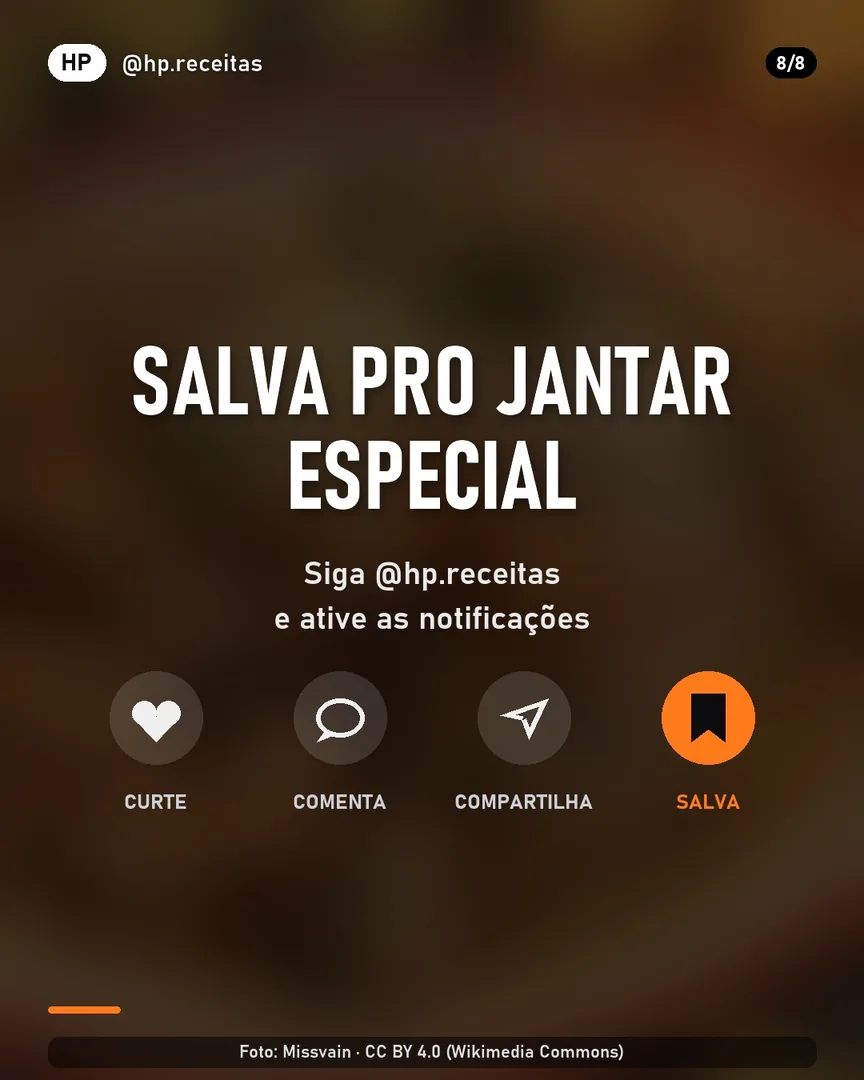 HP @hp.receitas 8/8
SALVA PRO JANTAR
ESPECIAL
Siga @hp.receitas
e ative as notificações
CURTE COMENTA COMPARTILHA SALVA
Foto: Missvain · CC BY 4.0 (Wikimedia Commons)